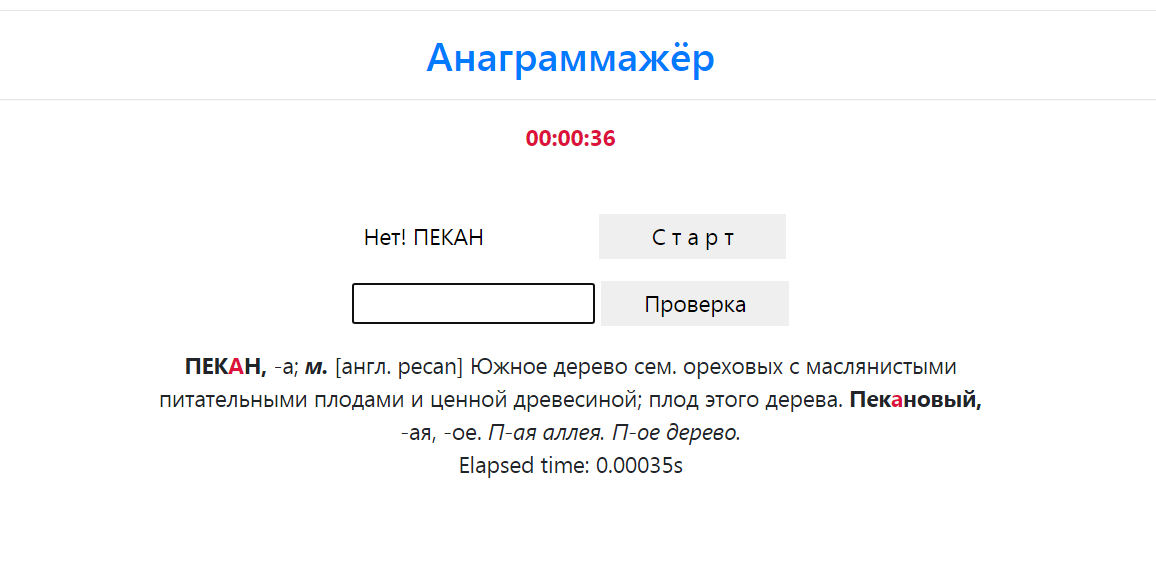 Анаграммажёр
00:00:36
Нет! ПЕКАН
С т а р т
Проверка
ПЕКАН, -а; м. [англ. pecan] Южное дерево сем. ореховых с маслянистыми
питательными плодами и ценной древесиной; плод этого дерева. Пекановый,
-ая, -ое. П-ая аллея. П-ое дерево.
Elapsed time: 0.00035s